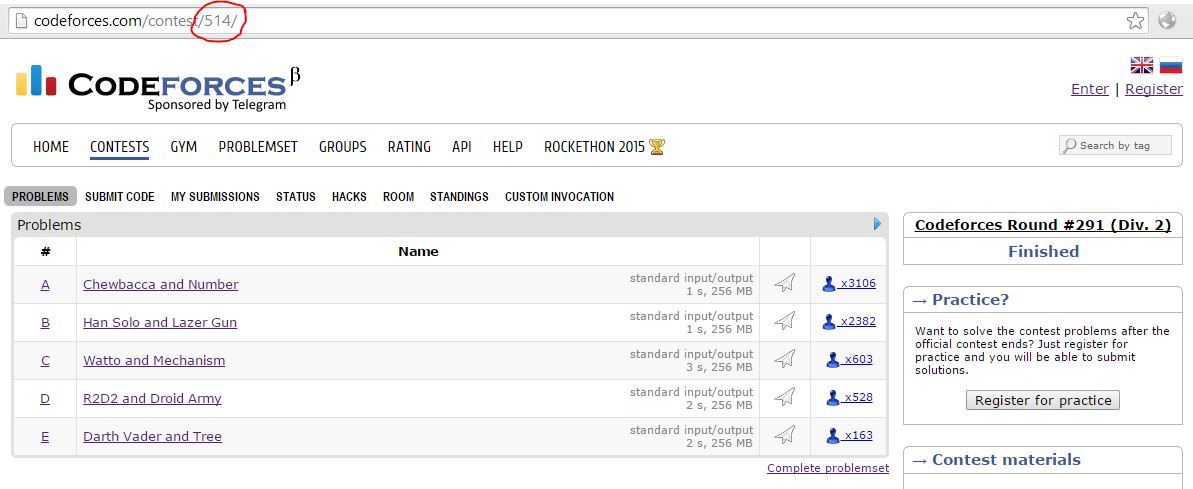 codeforces.com/contest/514/
CODEFORCES β
Sponsored by Telegram
Enter | Register
HOME CONTESTS GYM PROBLEMSET GROUPS RATING API HELP ROCKETHON 2015
Search by tag
PROBLEMS SUBMIT CODE MY SUBMISSIONS STATUS HACKS ROOM STANDINGS CUSTOM INVOCATION
Problems
# Name
A Chewbacca and Number standard input/output
1 s, 256 MB x3106
B Han Solo and Lazer Gun standard input/output
1 s, 256 MB x2382
C Watto and Mechanism standard input/output
3 s, 256 MB x603
D R2D2 and Droid Army standard input/output
2 s, 256 MB x528
E Darth Vader and Tree standard input/output
2 s, 256 MB x163
Complete problemset
Codeforces Round #291 (Div. 2)
Finished
→ Practice?
Want to solve the contest problems after the
official contest ends? Just register for
practice and you will be able to submit
solutions.
Register for practice
→ Contest materials